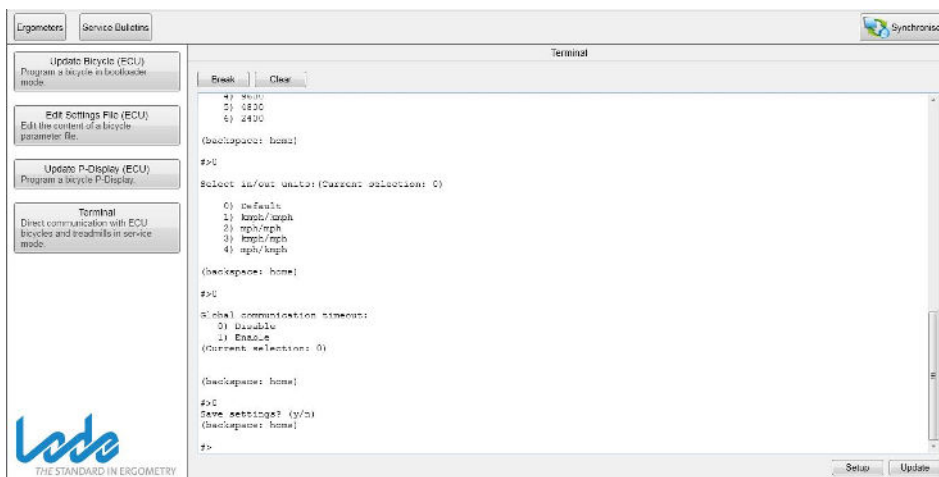 Ergometers
Service Bulletins
Synchronise
Update Bicycle (ECU)
Program a bicycle in bootloader
mode.
Edit Settings File (ECU)
Edit the content of a bicycle
parameter file.
Update P-Display (ECU)
Program a bicycle P-Display.
Terminal
Direct communication with ECU
bicycles and treadmills in service
mode.
Terminal
Break
Clear
4) 9600
5) 4800
6) 2400
(backspace: home)
#>0
Select in/out units:(Current selection: 0)
0) Default
1) kmph/kmph
2) mph/mph
3) kmph/mph
4) mph/kmph
(backspace: home)
#>0
Global communication timeout:
0) Disable
1) Enable
(Current selection: 0)
(backspace: home)
#>0
Save settings? (y/n)
(backspace: home)
#>
Setup
Update
Lode
THE STANDARD IN ERGOMETRY